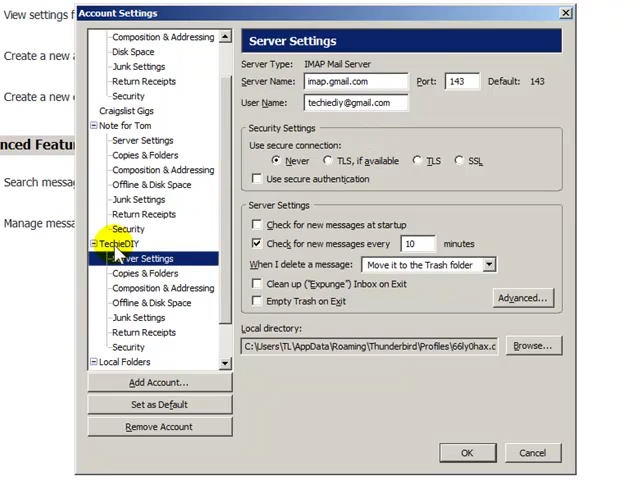 View settings f
Create a new a
Create a new
nced Featu
Search messa
Manage messa
Account Settings
Composition & Addressing
Disk Space
Junk Settings
Return Receipts
Security
Craigslist Gigs
Note for Tom
Server Settings
Copies & Folders
Composition & Addressing
Offline & Disk Space
Junk Settings
Return Receipts
Security
TechieDIY
Server Settings
Copies & Folders
Composition & Addressing
Offline & Disk Space
Junk Settings
Return Receipts
Security
Local Folders
Add Account...
Set as Default
Remove Account
Server Settings
Server Type: IMAP Mail Server
Server Name: imap.gmail.com Port: 143 Default: 143
User Name: techiediy@gmail.com
Security Settings
Use secure connection:
Never TLS, if available TLS SSL
Use secure authentication
Server Settings
Check for new messages at startup
Check for new messages every 10 minutes
When I delete a message: Move it to the Trash folder
Clean up ("Expunge") Inbox on Exit
Empty Trash on Exit
Advanced...
Local directory:
C:\Users\TL\AppData\Roaming\Thunderbird\Profiles\66ly0hax.c Browse...
OK Cancel